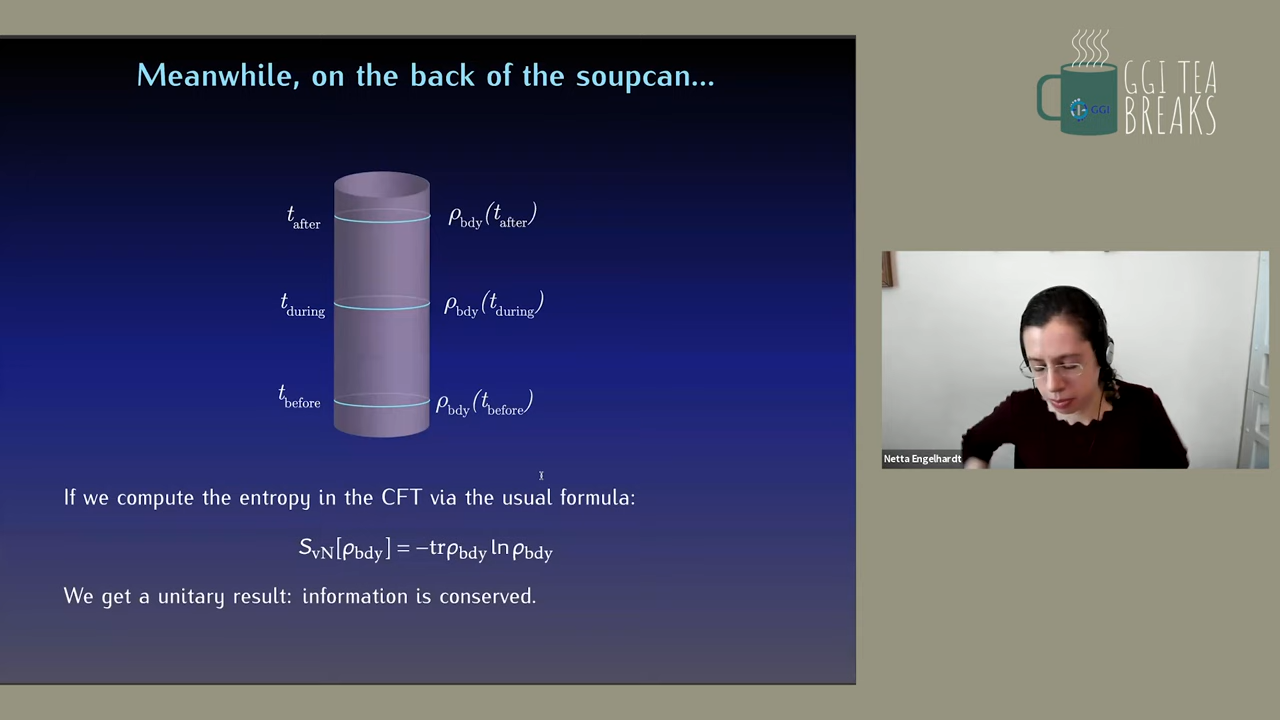 Meanwhile, on the back of the soupcan...
t_after ρ_bdy(t_after)
t_during ρ_bdy(t_during)
t_before ρ_bdy(t_before)
If we compute the entropy in the CFT via the usual formula:
S_vN[ρ_bdy] = −trρ_bdy ln ρ_bdy
We get a unitary result: information is conserved.
GGI TEA
BREAKS
GGI
Netta Engelhardt